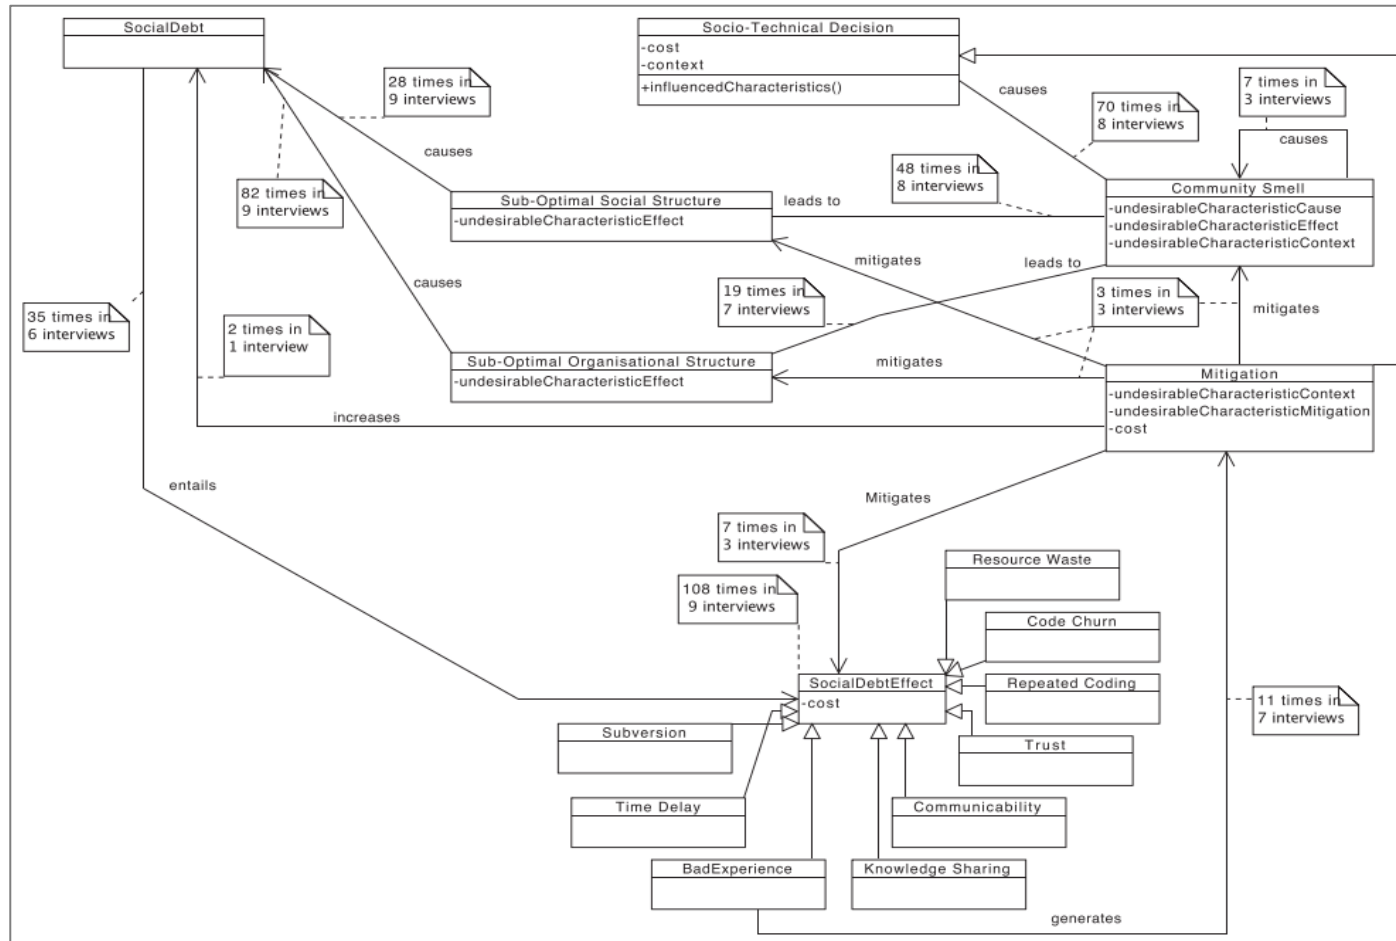 SocialDebt
Socio-Technical Decision
-cost
-context
+influencedCharacteristics()
28 times in
9 interviews
causes
70 times in
8 interviews
7 times in
3 interviews
causes
causes
82 times in
9 interviews
48 times in
8 interviews
Sub-Optimal Social Structure
-undesirableCharacteristicEffect
leads to
Community Smell
-undesirableCharacteristicCause
-undesirableCharacteristicEffect
-undesirableCharacteristicContext
mitigates
leads to
causes
35 times in
6 interviews
2 times in
1 interview
19 times in
7 interviews
3 times in
3 interviews
mitigates
Sub-Optimal Organisational Structure
-undesirableCharacteristicEffect
mitigates
Mitigation
-undesirableCharacteristicContext
-undesirableCharacteristicMitigation
-cost
increases
entails
Mitigates
7 times in
3 interviews
108 times in
9 interviews
Resource Waste
Code Churn
SocialDebtEffect
-cost
Repeated Coding
11 times in
7 interviews
Subversion
Trust
Time Delay
Communicability
BadExperience
Knowledge Sharing
generates